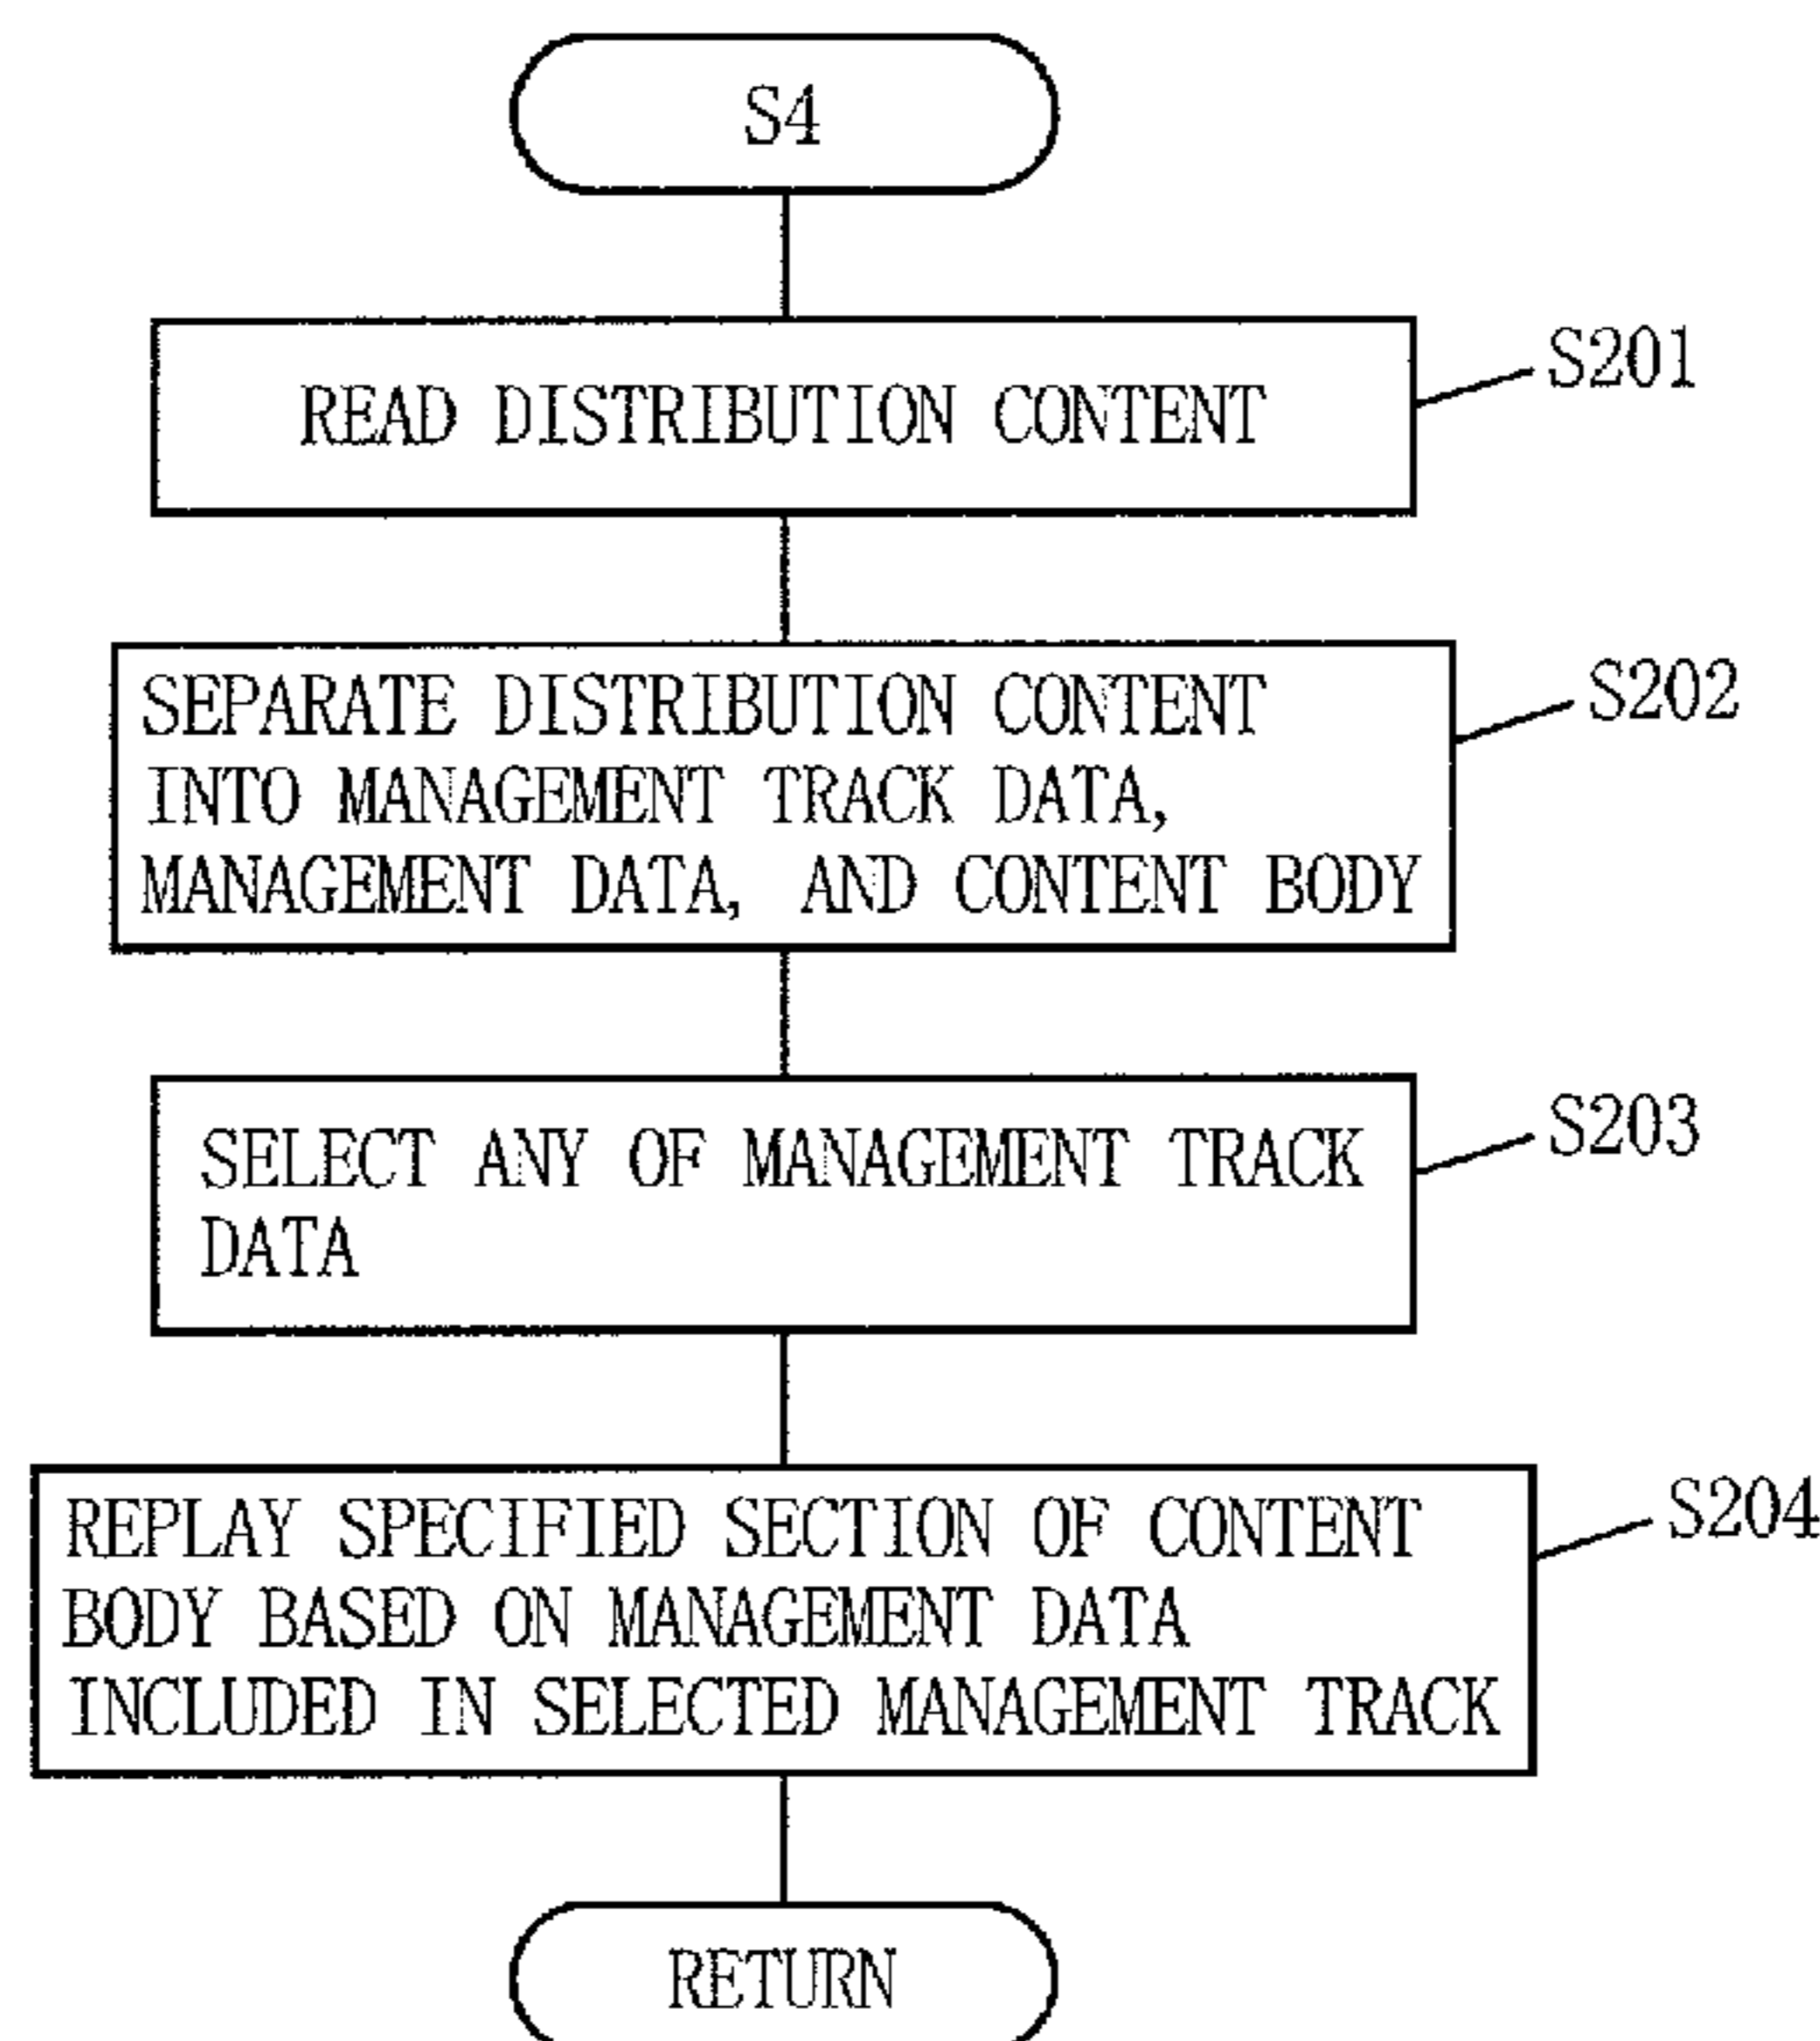 S4
READ DISTRIBUTION CONTENT
S201
SEPARATE DISTRIBUTION CONTENT
INTO MANAGEMENT TRACK DATA,
MANAGEMENT DATA, AND CONTENT BODY
S202
SELECT ANY OF MANAGEMENT TRACK
DATA
S203
REPLAY SPECIFIED SECTION OF CONTENT
BODY BASED ON MANAGEMENT DATA
INCLUDED IN SELECTED MANAGEMENT TRACK
S204
RETURN